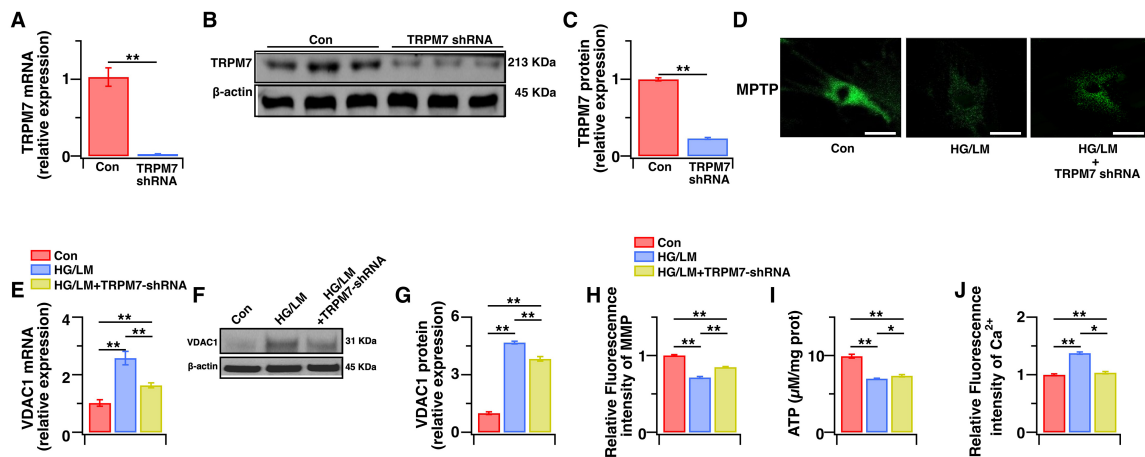 A
TRPM7 mRNA
(relative expression)
1
0
**
Con
TRPM7
shRNA
B
Con
TRPM7 shRNA
TRPM7
213 KDa
β-actin
45 KDa
C
TRPM7 protein
(relative expression)
1
0
**
Con
TRPM7
shRNA
D
MPTP
Con
HG/LM
HG/LM
+
TRPM7 shRNA
Con
HG/LM
HG/LM+TRPM7-shRNA
E
VDAC1 mRNA
(relative expression)
4
2
0
**
**
**
F
Con
HG/LM
HG/LM
+TRPM7-shRNA
VDAC1
31 KDa
β-actin
45 KDa
G
VDAC1 protein
(relative expression)
6
3
0
**
**
**
Con
HG/LM
HG/LM+TRPM7-shRNA
H
Relative Fluorescennce
intensity of MMP
1
0
**
**
**
I
ATP (µM/mg prot)
10
0
**
**
*
J
Relative Fluorescence
intensity of Ca2+
2
1
0
**
**
*